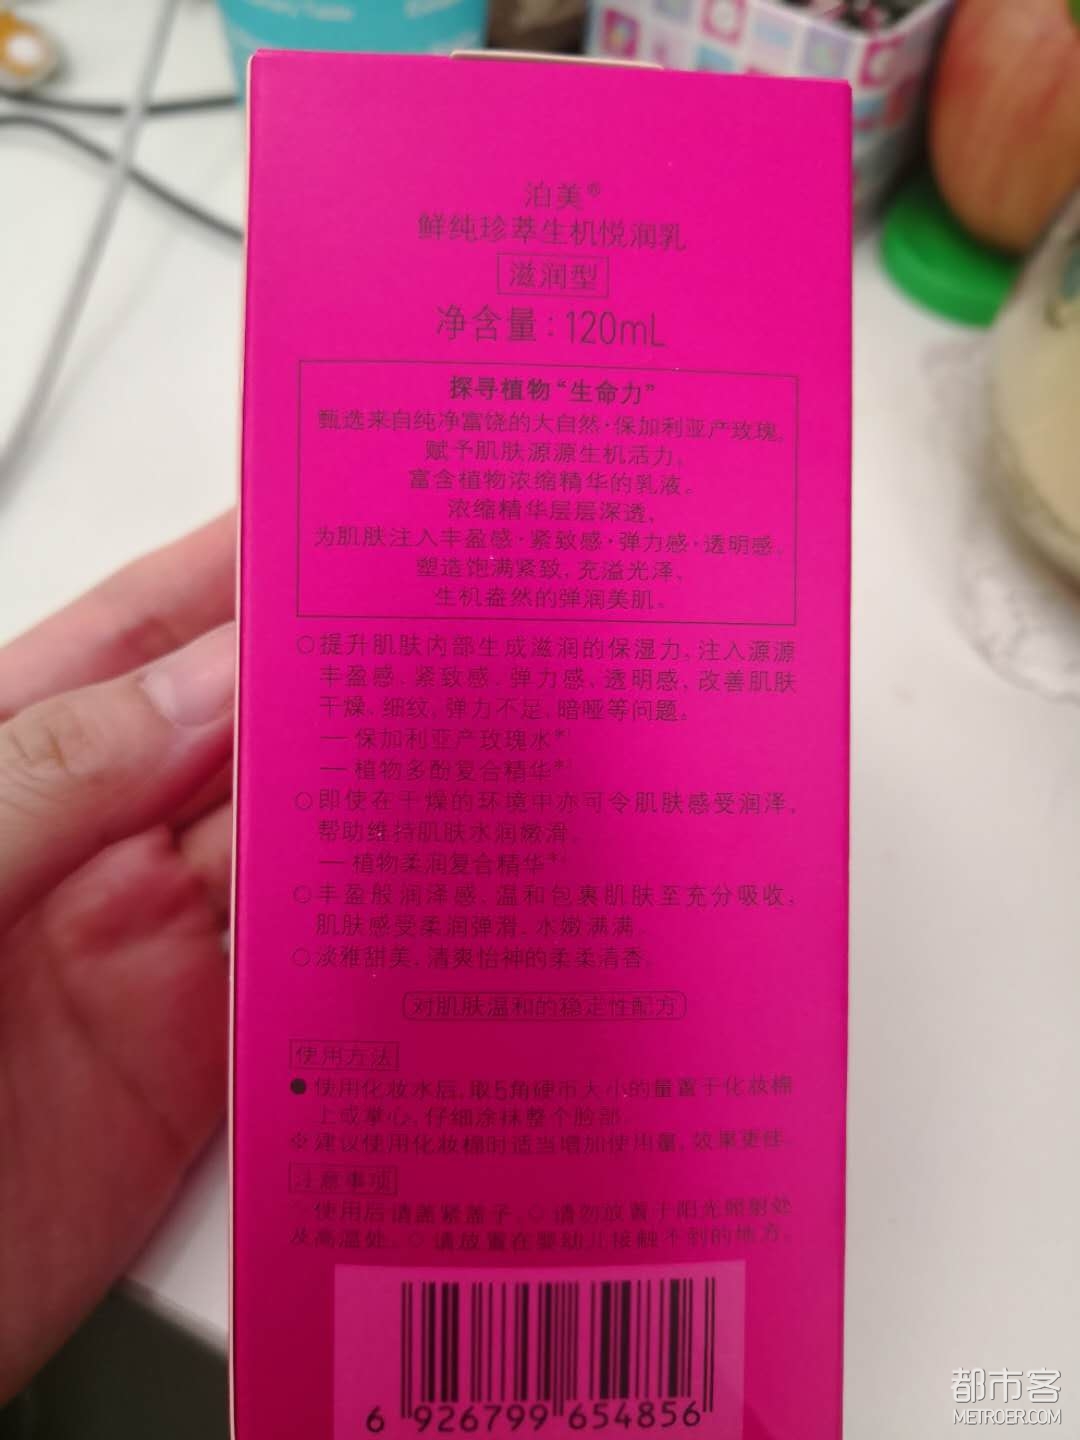 泊美®
鲜纯珍萃生机悦润乳
滋润型
净含量：120mL
探寻植物“生命力”
甄选来自纯净富饶的大自然·保加利亚产玫瑰，
赋予肌肤源源生机活力。
富含植物浓缩精华的乳液。
浓缩精华层层深透，
为肌肤注入丰盈感·紧致感·弹力感·透明感。
塑造饱满紧致，充溢光泽、
生机盎然的弹润美肌。
○提升肌肤内部生成滋润的保湿力，注入源源
丰盈感、紧致感、弹力感、透明感，改善肌肤
干燥、细纹，弹力不足，暗哑等问题。
— 保加利亚产玫瑰水
— 植物多酚复合精华
○即使在干燥的环境中亦可令肌肤感受润泽，
帮助维持肌肤水润嫩滑。
— 植物柔润复合精华
○丰盈般润泽感，温和包裹肌肤至充分吸收，
肌肤感受柔润弹滑，水嫩满满。
○淡雅甜美，清爽怡神的柔柔清香。
对肌肤温和的稳定性配方
使用方法
●使用化妆水后，取5角硬币大小的量置于化妆棉
上或掌心，仔细涂抹整个脸部。
※建议使用化妆棉时适当增加使用量，效果更佳
注意事项
○使用后请盖紧盖子。○请勿放置于阳光照射处
及高温处。○请放置在婴幼儿接触不到的地方。
6 926799 654856
都市客
METROER.COM